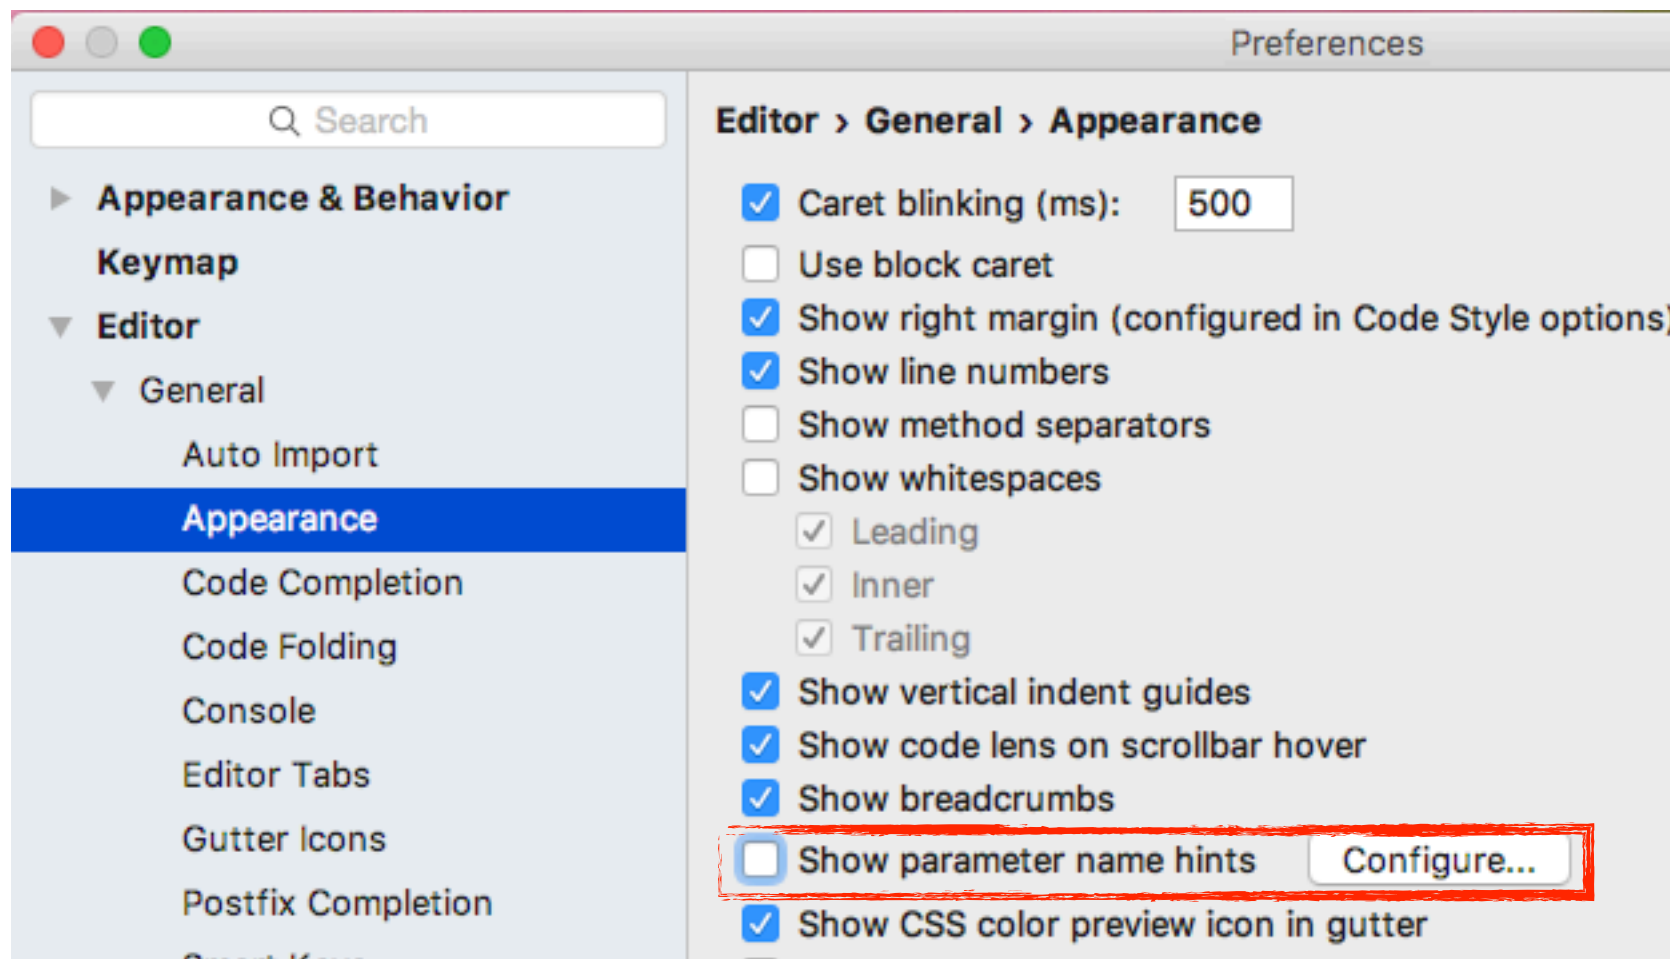 Preferences
Search
Appearance & Behavior
Keymap
Editor
General
Auto Import
Appearance
Code Completion
Code Folding
Console
Editor Tabs
Gutter Icons
Postfix Completion
Editor › General › Appearance
Caret blinking (ms): 500
Use block caret
Show right margin (configured in Code Style options)
Show line numbers
Show method separators
Show whitespaces
Leading
Inner
Trailing
Show vertical indent guides
Show code lens on scrollbar hover
Show breadcrumbs
Show parameter name hints Configure...
Show CSS color preview icon in gutter